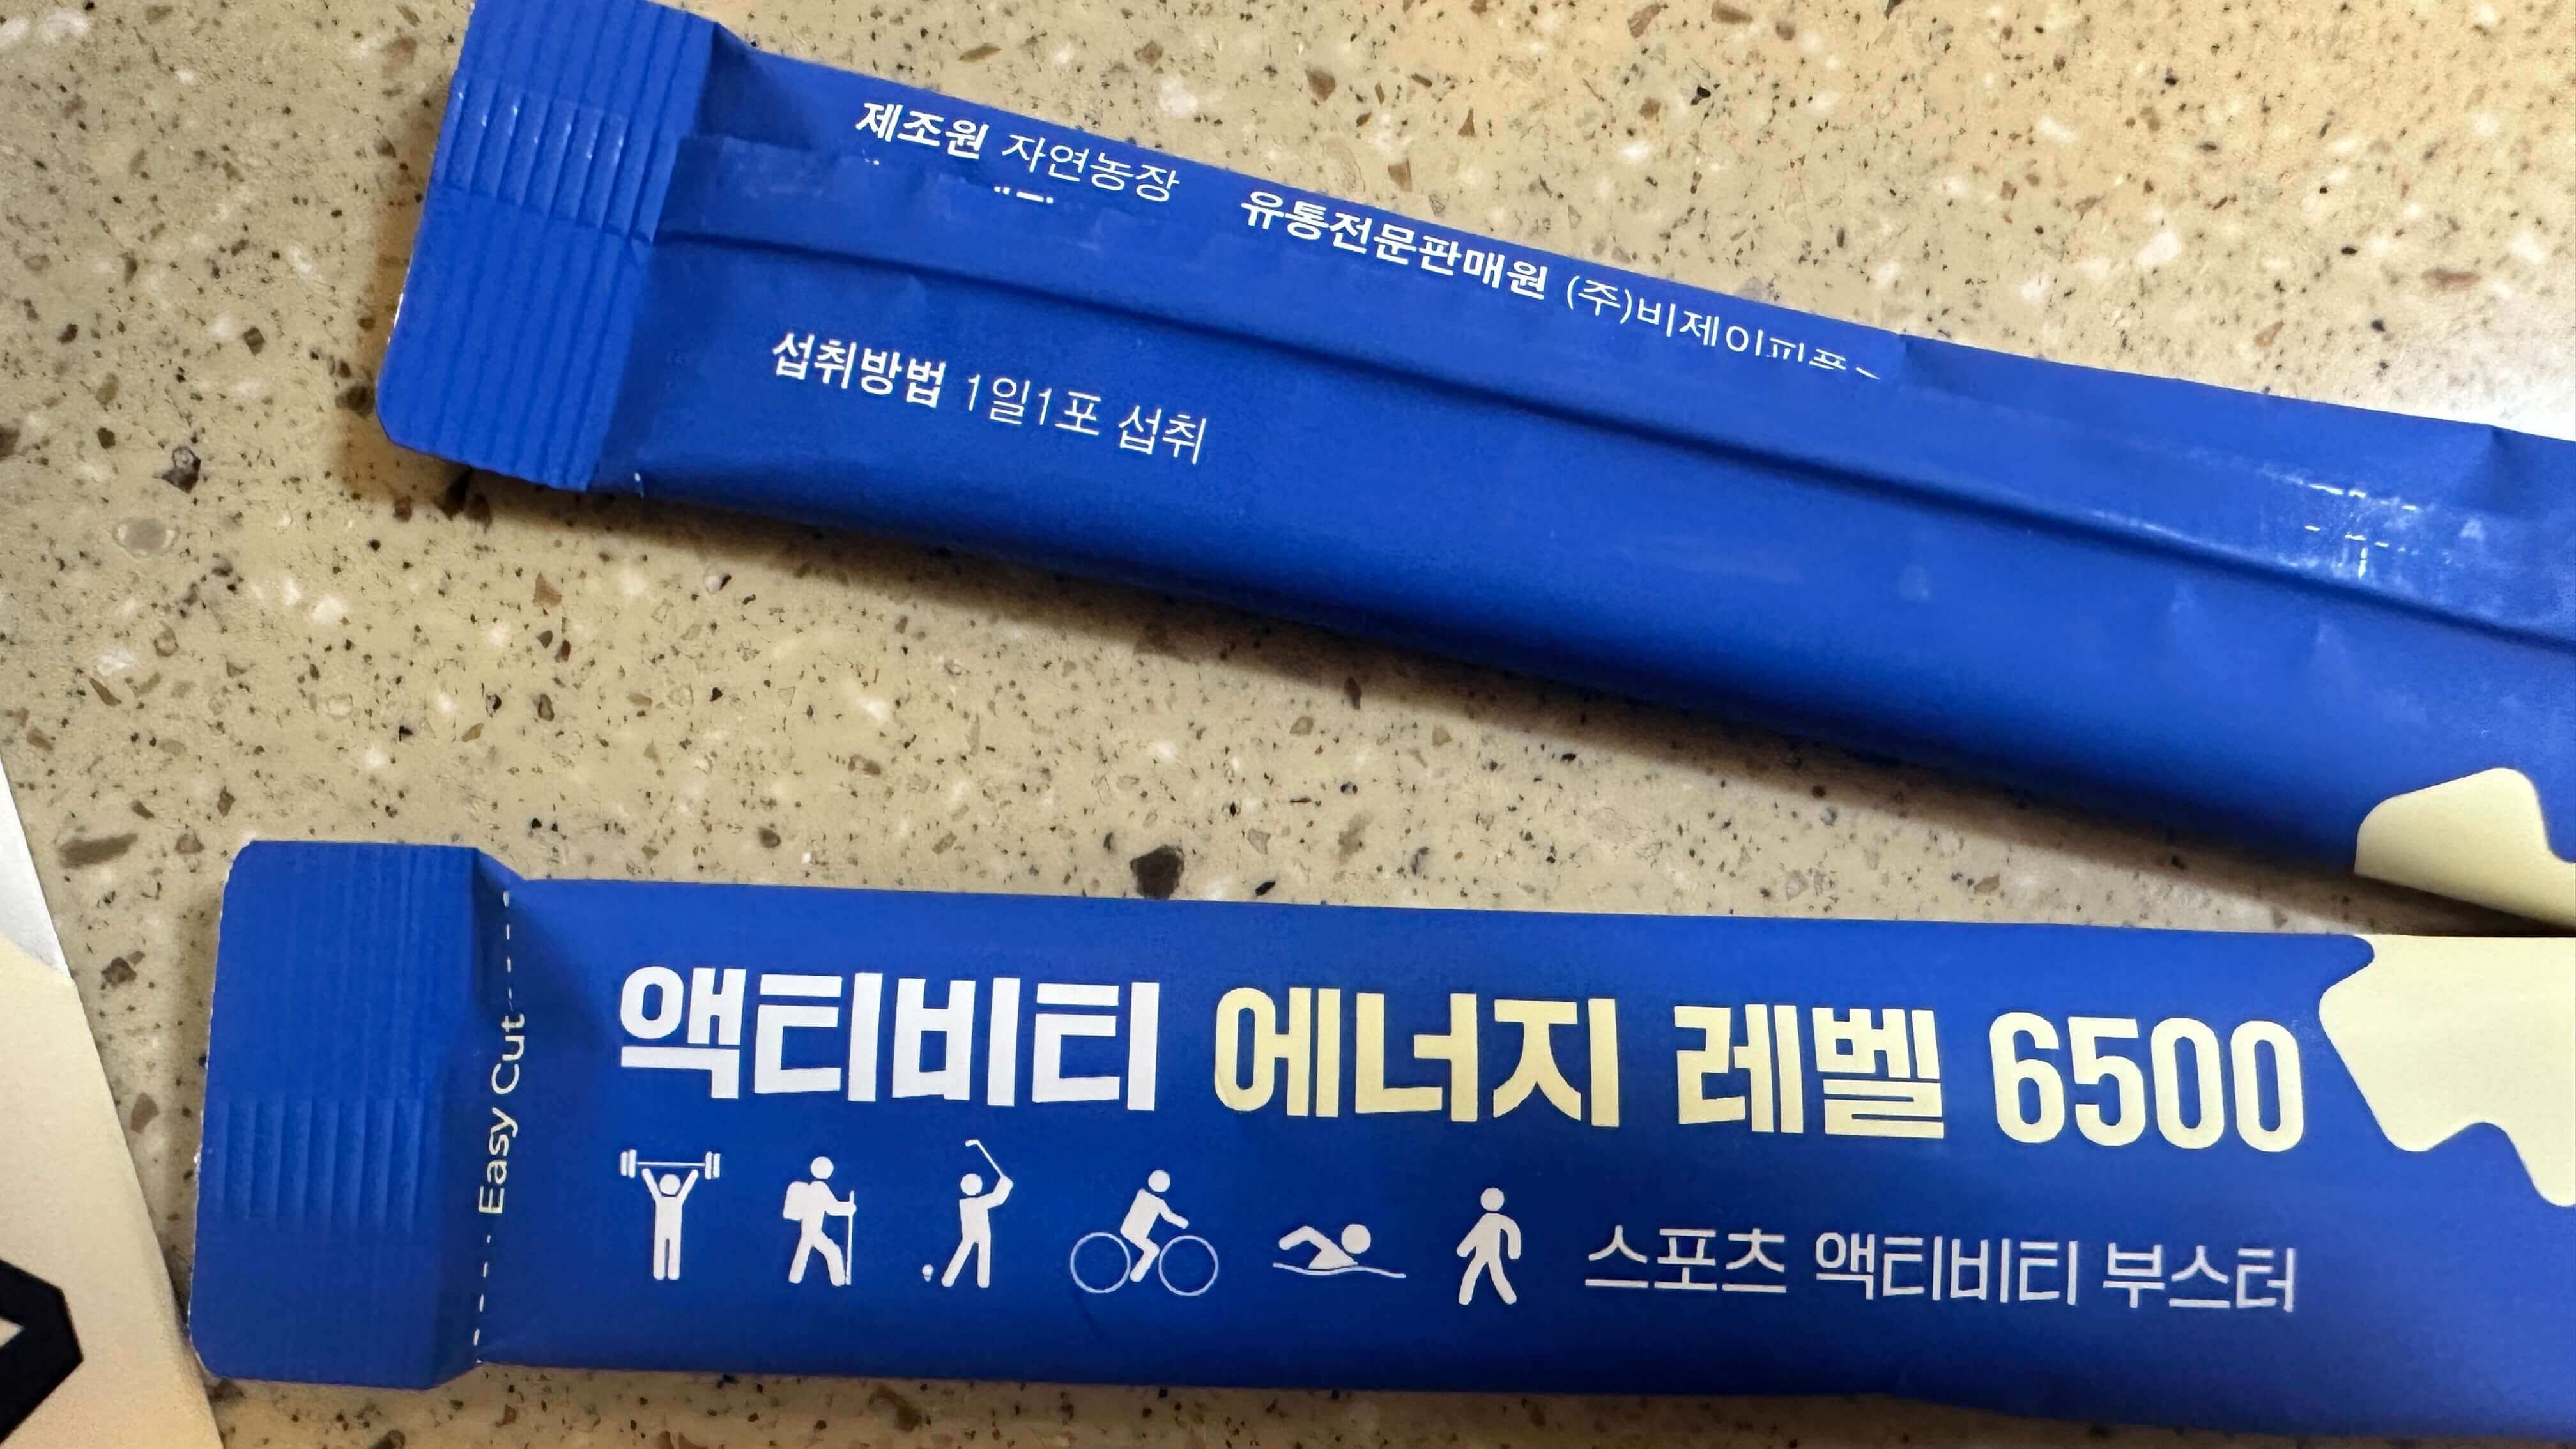 제조원 자연농장 유통전문판매원 (주)비제이
섭취방법 1일1포 섭취
Easy Cut
액티비티 에너지 레벨 6500
스포츠 액티비티 부스터